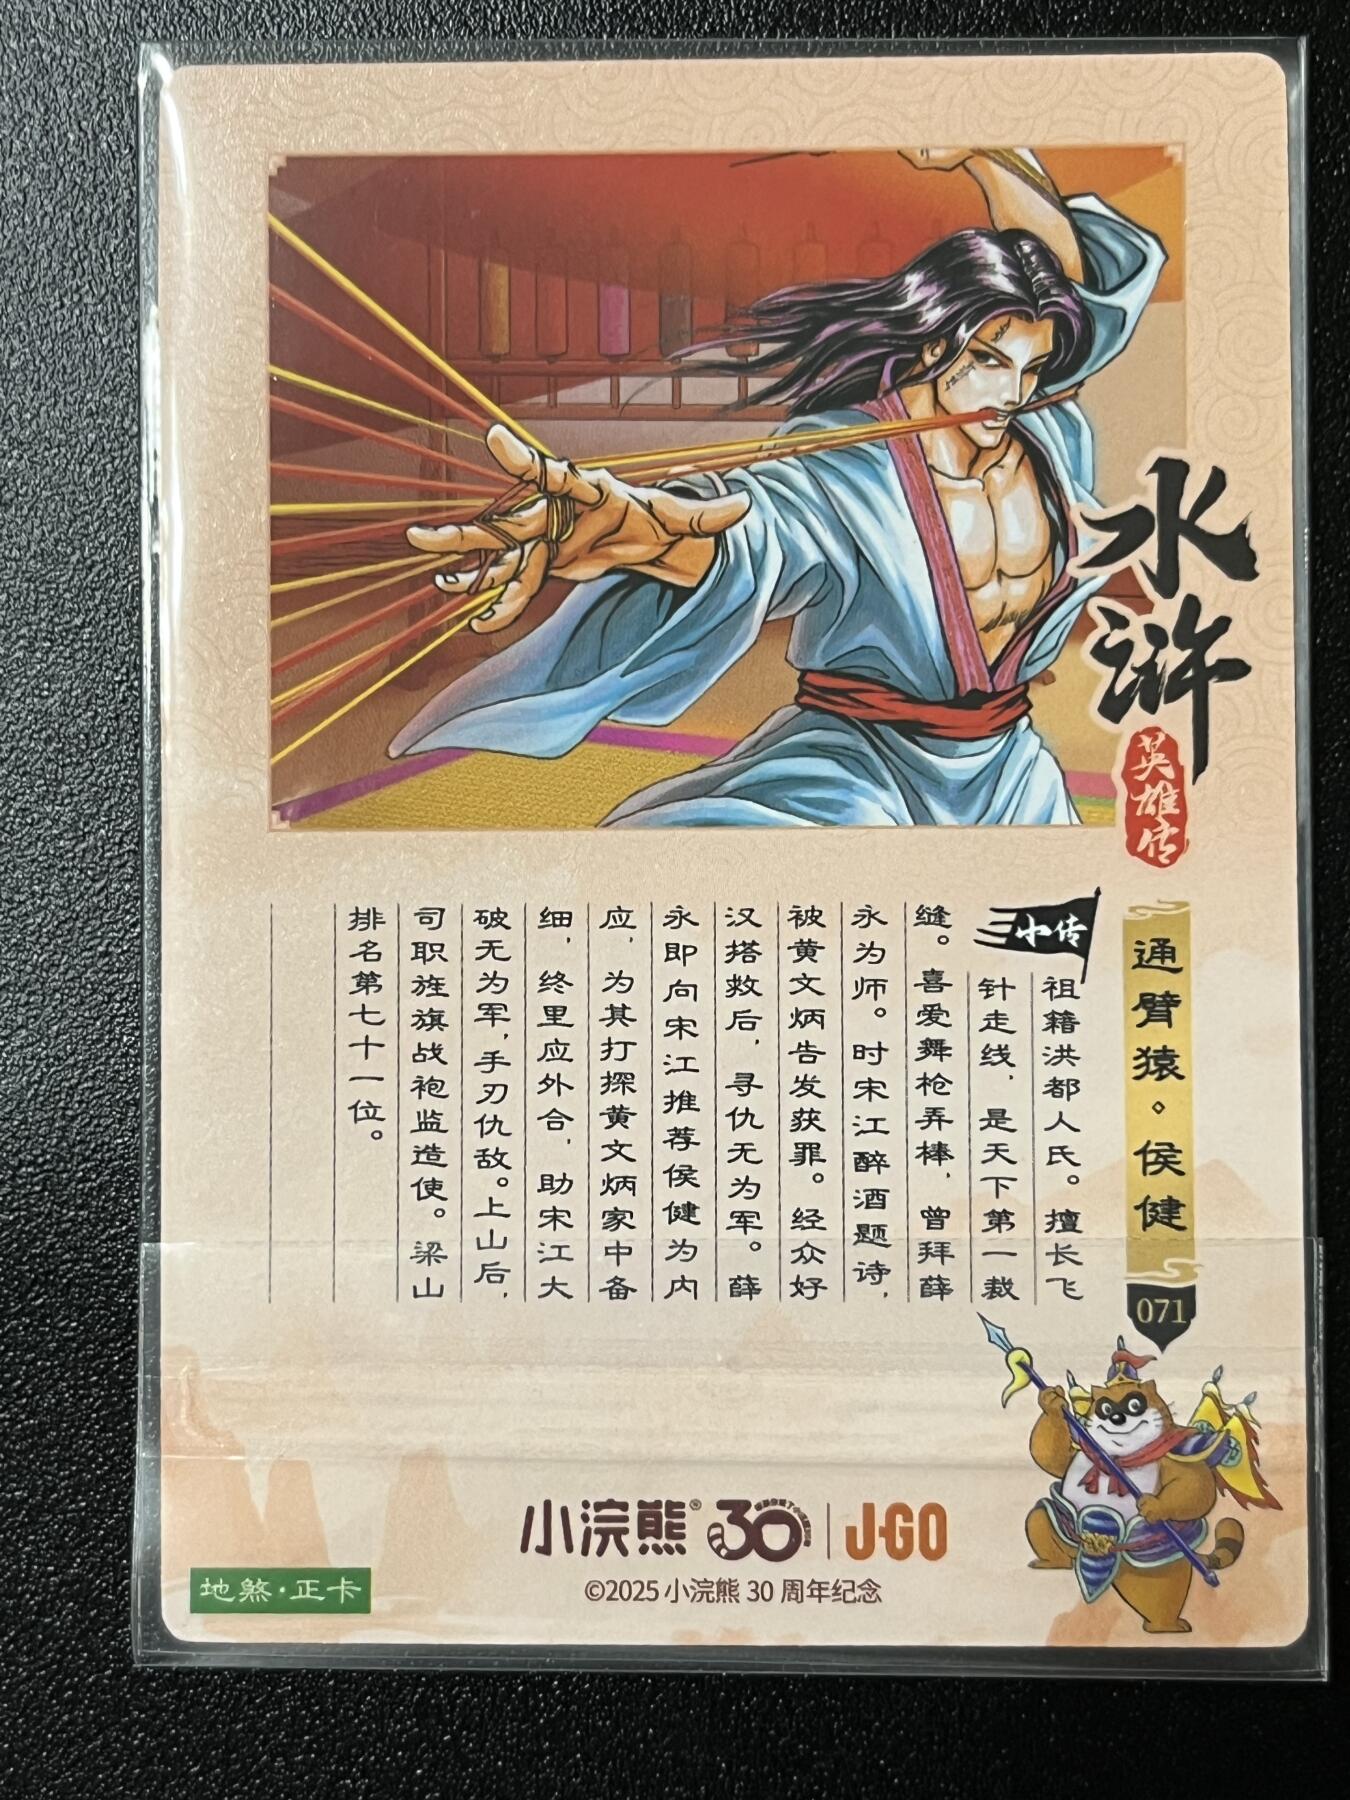 水浒
英雄传
通臂猿·侯健
071
小传
祖籍洪都人氏。擅长飞
针走线，是天下第一裁
缝。喜爱舞枪弄棒，曾拜薛
永为师。时宋江醉酒题诗，
被黄文炳告发获罪。经众好
汉搭救后，寻仇无为军。薛
永即向宋江推荐侯健为内
应，为其打探黄文炳家中备
细，终里应外合，助宋江大
破无为军，手刃仇敌。上山后，
司职旌旗战袍监造使。梁山
排名第七十一位。
小浣熊® 30 | J·GO
©2025 小浣熊 30 周年纪念
地煞·正卡